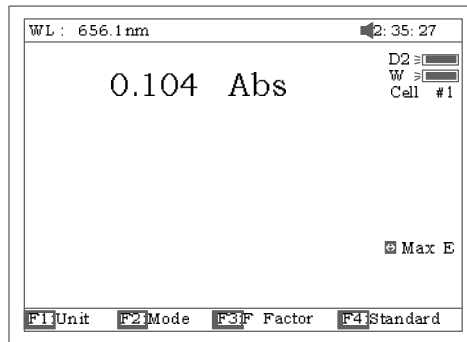 WL : 656.1nm 2: 35: 27
D2
W
0.104 Abs
Cell #1
Max E
F1:Unit F2:Mode F3:F Factor F4:Standard